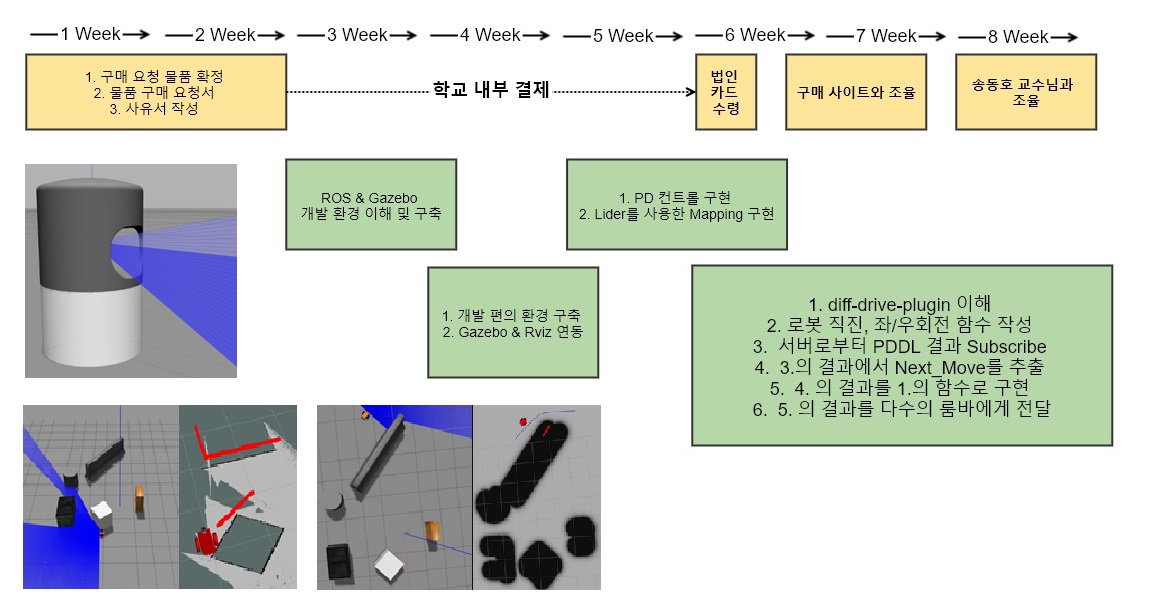 1 Week
2 Week
3 Week
4 Week
5 Week
6 Week
7 Week
8 Week
1. 구매 요청 물품 확정
2. 물품 구매 요청서
3. 사유서 작성
학교 내부 결제
법인
카드
수령
구매 사이트와 조율
송동호 교수님과
조율
ROS & Gazebo
개발 환경 이해 및 구축
1. PD 컨트롤 구현
2. Lider를 사용한 Mapping 구현
1. 개발 편의 환경 구축
2. Gazebo & Rviz 연동
1. diff-drive-plugin 이해
2. 로봇 직진, 좌/우회전 함수 작성
3. 서버로부터 PDDL 결과 Subscribe
4. 3.의 결과에서 Next_Move를 추출
5. 4. 의 결과를 1.의 함수로 구현
6. 5. 의 결과를 다수의 룸바에게 전달